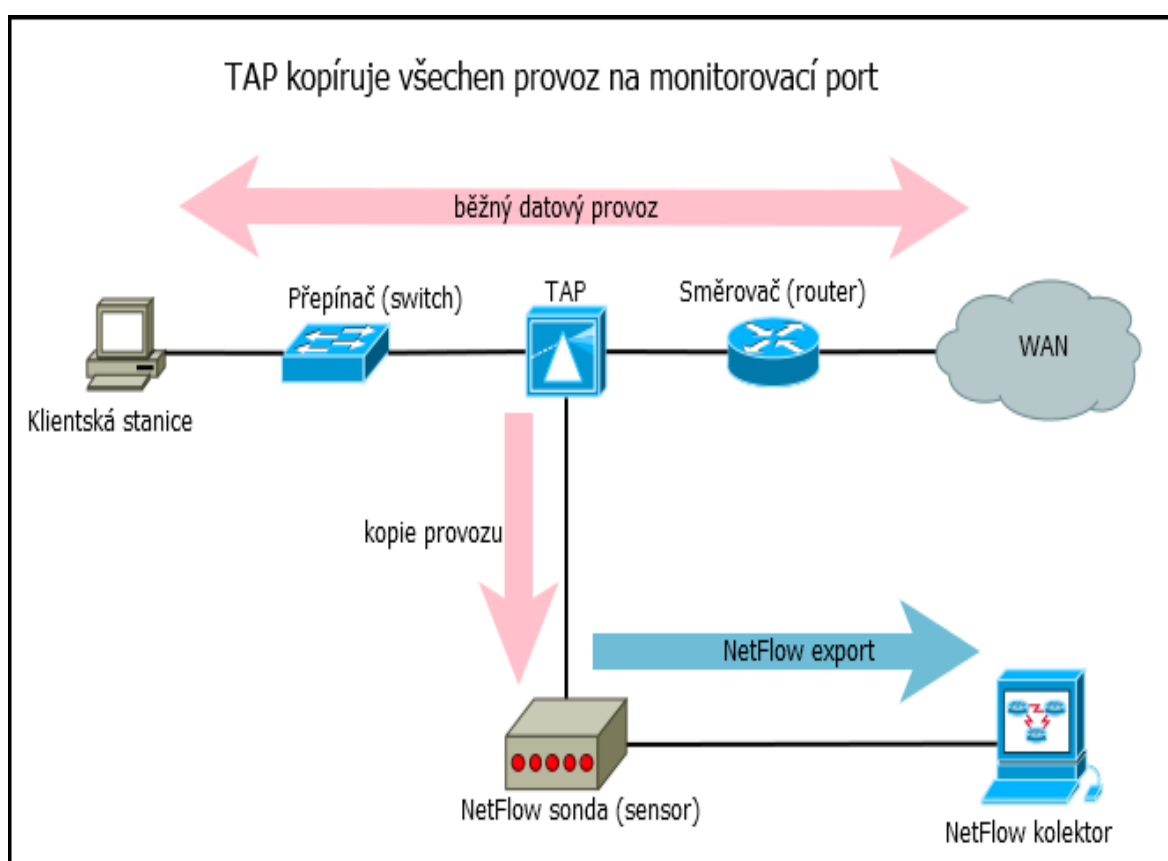 TAP kopíruje všechen provoz na monitorovací port
běžný datový provoz
Přepínač (switch)
TAP
Směrovač (router)
WAN
Klientská stanice
kopie provozu
NetFlow export
NetFlow sonda (sensor)
NetFlow kolektor